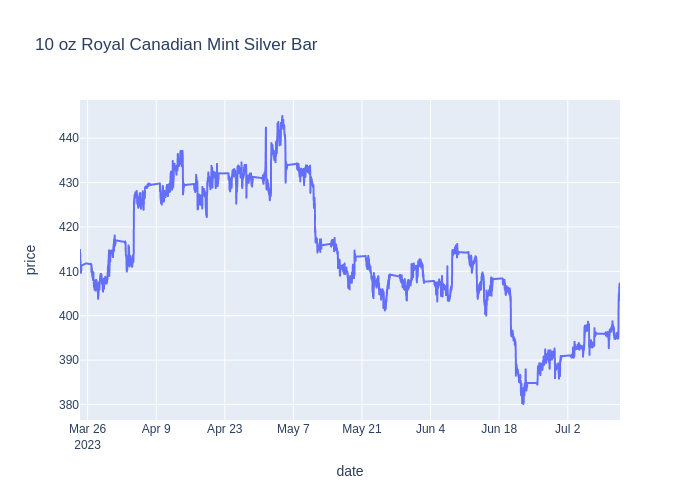 10 oz Royal Canadian Mint Silver Bar
440
430
420
410
400
390
380
price
Mar 26 Apr 9 Apr 23 May 7 May 21 Jun 4 Jun 18 Jul 2
2023
date